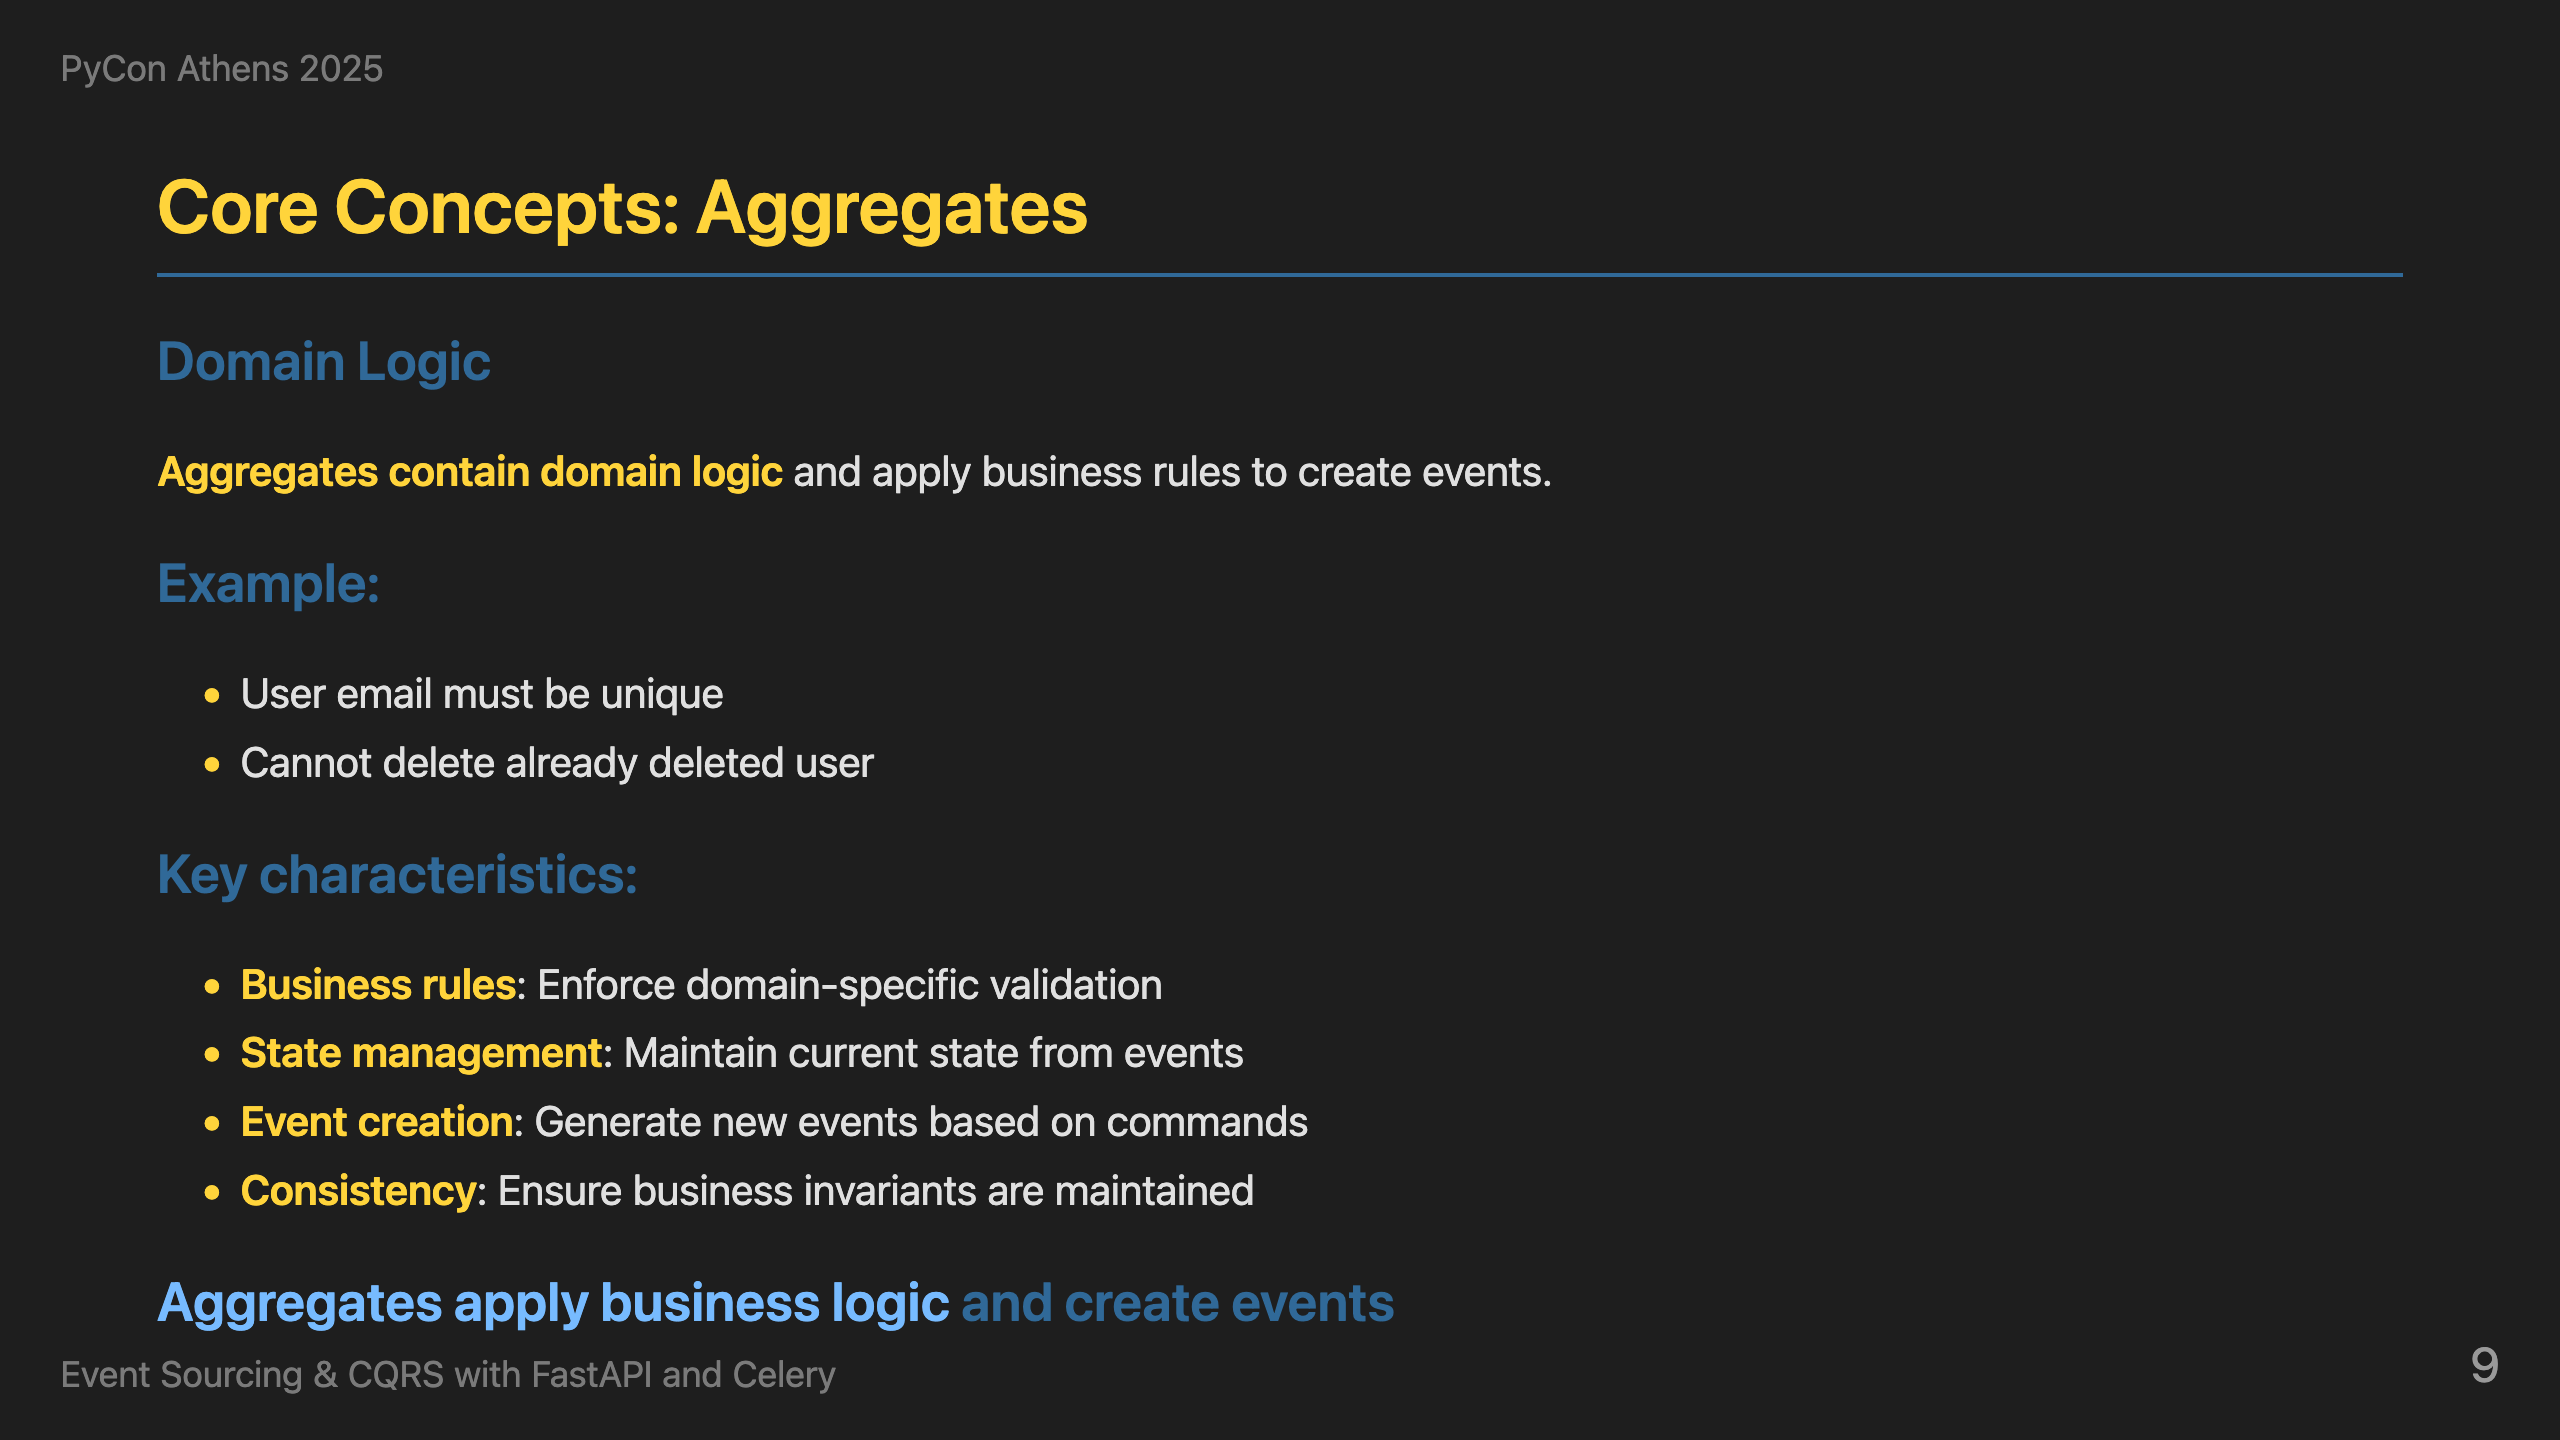 PyCon Athens 2025
Core Concepts: Aggregates
Domain Logic
Aggregates contain domain logic and apply business rules to create events.
Example:
• User email must be unique
• Cannot delete already deleted user
Key characteristics:
• Business rules: Enforce domain-specific validation
• State management: Maintain current state from events
• Event creation: Generate new events based on commands
• Consistency: Ensure business invariants are maintained
Aggregates apply business logic and create events
Event Sourcing & CQRS with FastAPI and Celery
9